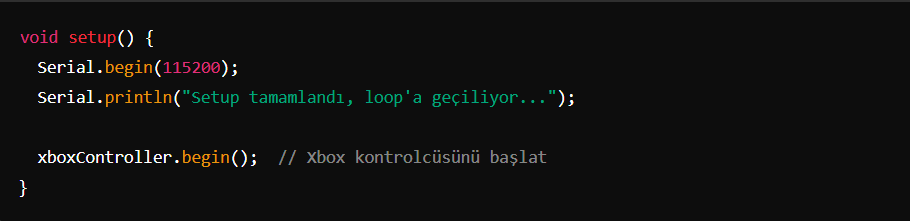 void setup() {
  Serial.begin(115200);
  Serial.println("Setup tamamlandı, loop'a geçiliyor...");

  xboxController.begin();  // Xbox kontrolcüsünü başlat
}